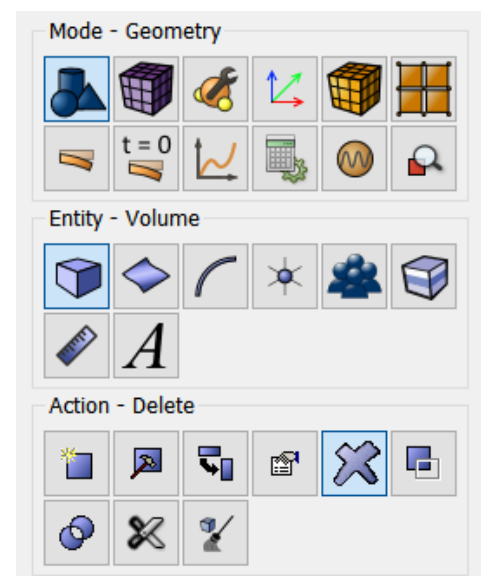 Mode - Geometry
t = 0
Entity - Volume
A
Action - Delete